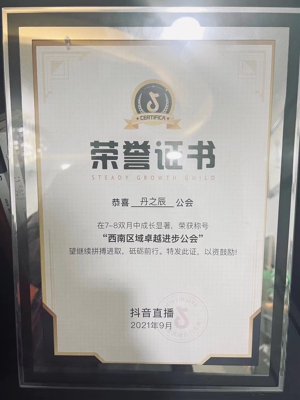 CERTIFICA
荣誉证书
STEADY GROWTH GUILD
恭喜 丹之辰 公会
在7-8双月中成长显著，荣获称号
“西南区域卓越进步公会”
望继续拼搏进取、砥砺前行。特发此证，以资鼓励！
抖音直播
2021年9月